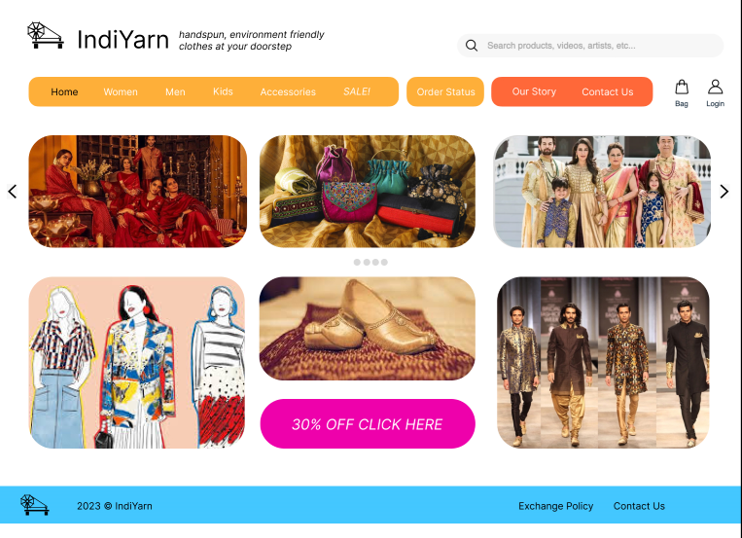 IndiYarn
handspun, environment friendly
clothes at your doorstep
Search products, videos, artists, etc...
Home Women Men Kids Accessories SALE! Order Status Our Story Contact Us
Bag Login
30% OFF CLICK HERE
2023 © IndiYarn Exchange Policy Contact Us